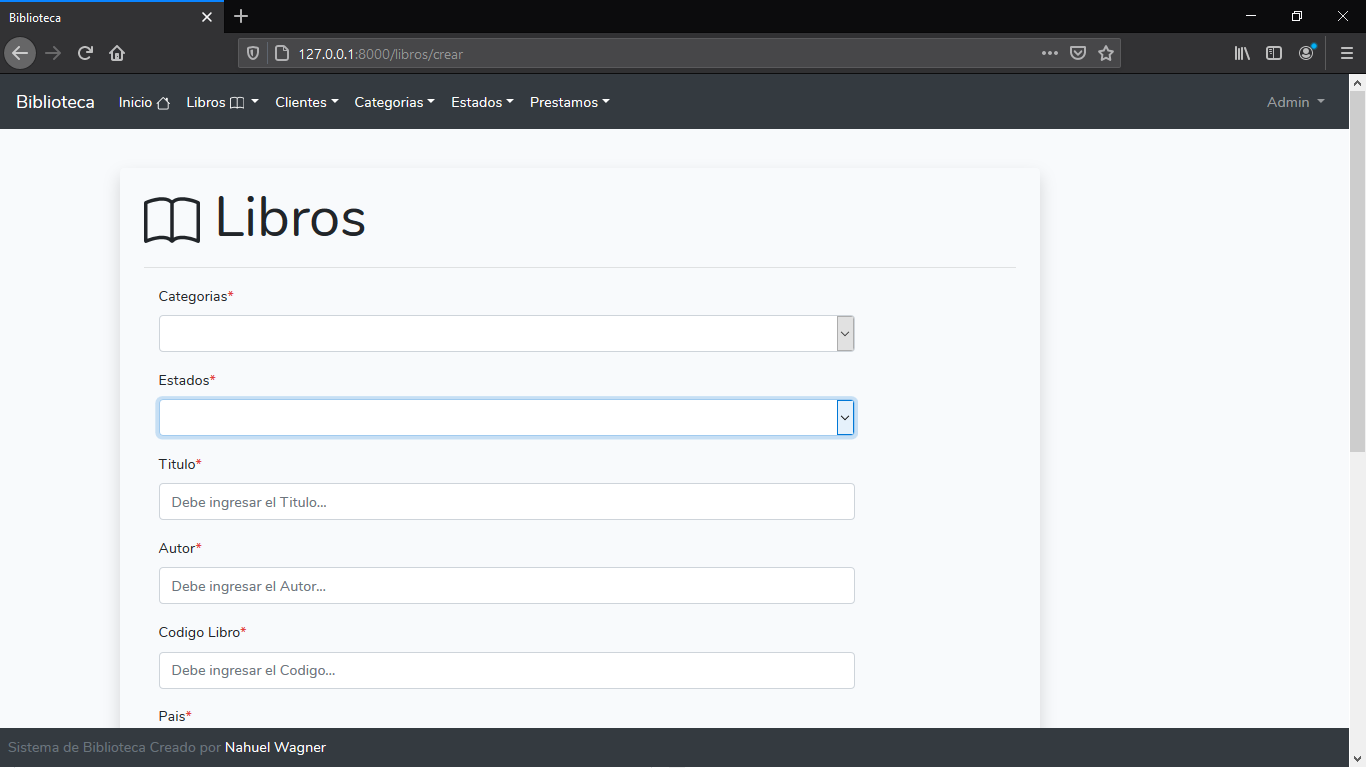 Biblioteca
127.0.0.1:8000/libros/crear
Biblioteca Inicio Libros Clientes Categorias Estados Prestamos Admin
Libros
Categorias*
Estados*
Titulo*
Debe ingresar el Titulo...
Autor*
Debe ingresar el Autor...
Codigo Libro*
Debe ingresar el Codigo...
Pais*
Sistema de Biblioteca Creado por Nahuel Wagner